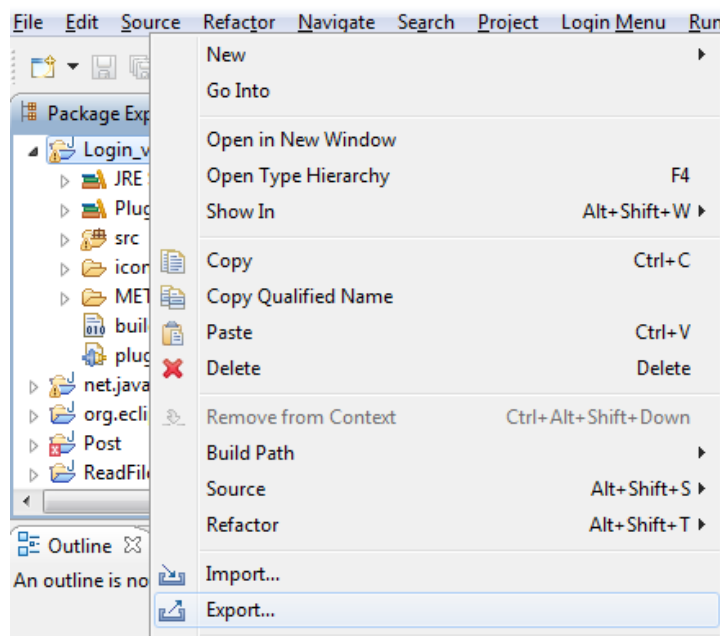 File Edit Source Refactor Navigate Search Project Login Menu Run
New
Go Into
Package Exp
Login_v
Open in New Window
JRE
Open Type Hierarchy F4
Plug
Show In Alt+Shift+W
src
icon
Copy Ctrl+C
MET
Copy Qualified Name
buil
Paste Ctrl+V
plug
Delete Delete
net.java
org.ecli
Remove from Context Ctrl+Alt+Shift+Down
Post
Build Path
ReadFile
Source Alt+Shift+S
Refactor Alt+Shift+T
Outline
Import...
An outline is no
Export...